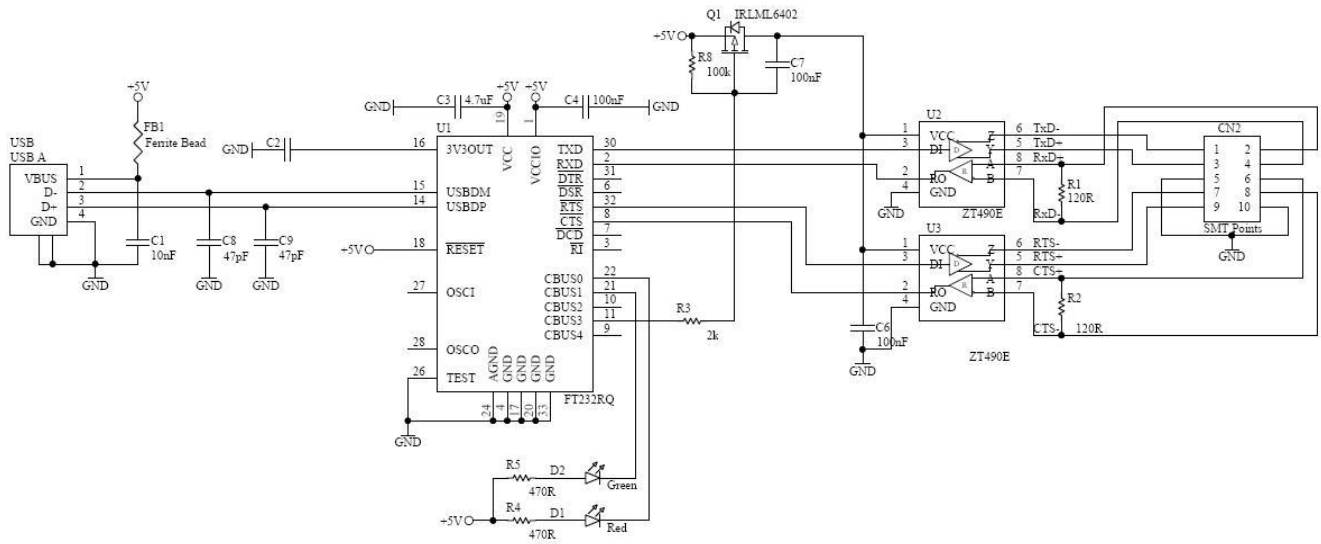 Q1 IRLML6402
+5V
R8
100k
C7
100nF
+5V
GND
C3 4.7uF
+5V
+5V
C4 100nF
GND
U1
19
1
VCC
VCCIO
FB1
Ferrite Bead
GND
C2
16 3V3OUT
USB
USB A
VBUS 1
D- 2
D+ 3
GND 4
15 USBDM
14 USBDP
C1
10nF
C8
47pF
C9
47pF
GND
GND
GND
+5V
18 RESET
27 OSCI
28 OSCO
26 TEST
GND
AGND
GND
GND
GND
GND
24
4
17
20
33
FT232RQ
TXD 30
RXD 2
DTR 31
DSR 6
RTS 32
CTS 8
DCD 7
RI 3
CBUS0 22
CBUS1 21
CBUS2 10
CBUS3 11
CBUS4 9
R3
2k
U2
1 VCC Z 6 TxD-
3 DI D Y 5 TxD+
A 8 RxD+
2 RO R B 7
4 GND
GND
ZT490E
R1
120R
RxD-
U3
1 VCC Z 6 RTS-
3 DI D Y 5 RTS+
A 8 CTS+
2 RO R B 7
4 GND
R2
CTS- 120R
ZT490E
C6
100nF
GND
CN2
1 2
3 4
5 6
7 8
9 10
SMT Points
GND
R5
470R
D2
Green
+5V
R4
470R
D1
Red